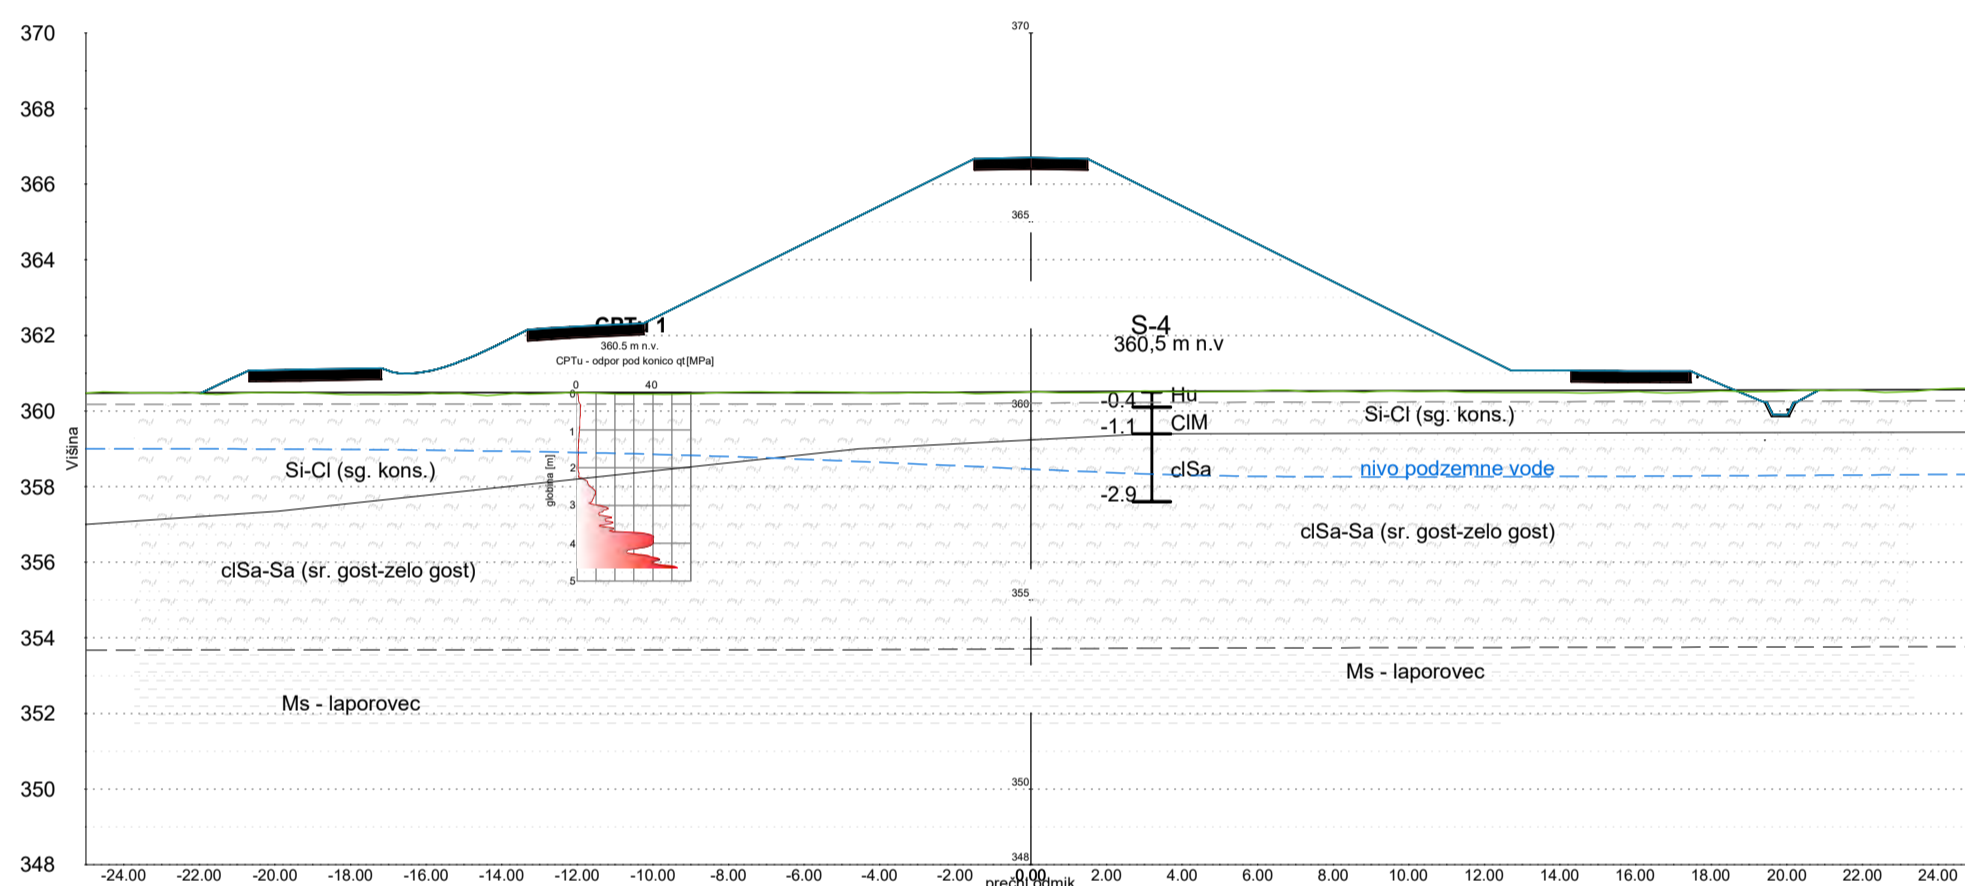 370
368
366
364
362
360
358
356
354
352
350
348
Višina
370
365
360
355
350
348
CPTu 1
360.5 m n.v.
CPTu - odpor pod konico qt[MPa]
0 40
0
1
2
3
4
5
globina [m]
S-4
360,5 m n.v
Hu
-0.4
ClM
-1.1
clSa
-2.9
Si-Cl (sg. kons.)
nivo podzemne vode
clSa-Sa (sr. gost-zelo gost)
Ms - laporovec
Si-Cl (sg. kons.)
clSa-Sa (sr. gost-zelo gost)
Ms - laporovec
-24.00 -22.00 -20.00 -18.00 -16.00 -14.00 -12.00 -10.00 -8.00 -6.00 -4.00 -2.00 0.00 2.00 4.00 6.00 8.00 10.00 12.00 14.00 16.00 18.00 20.00 22.00 24.00
prečni odmik